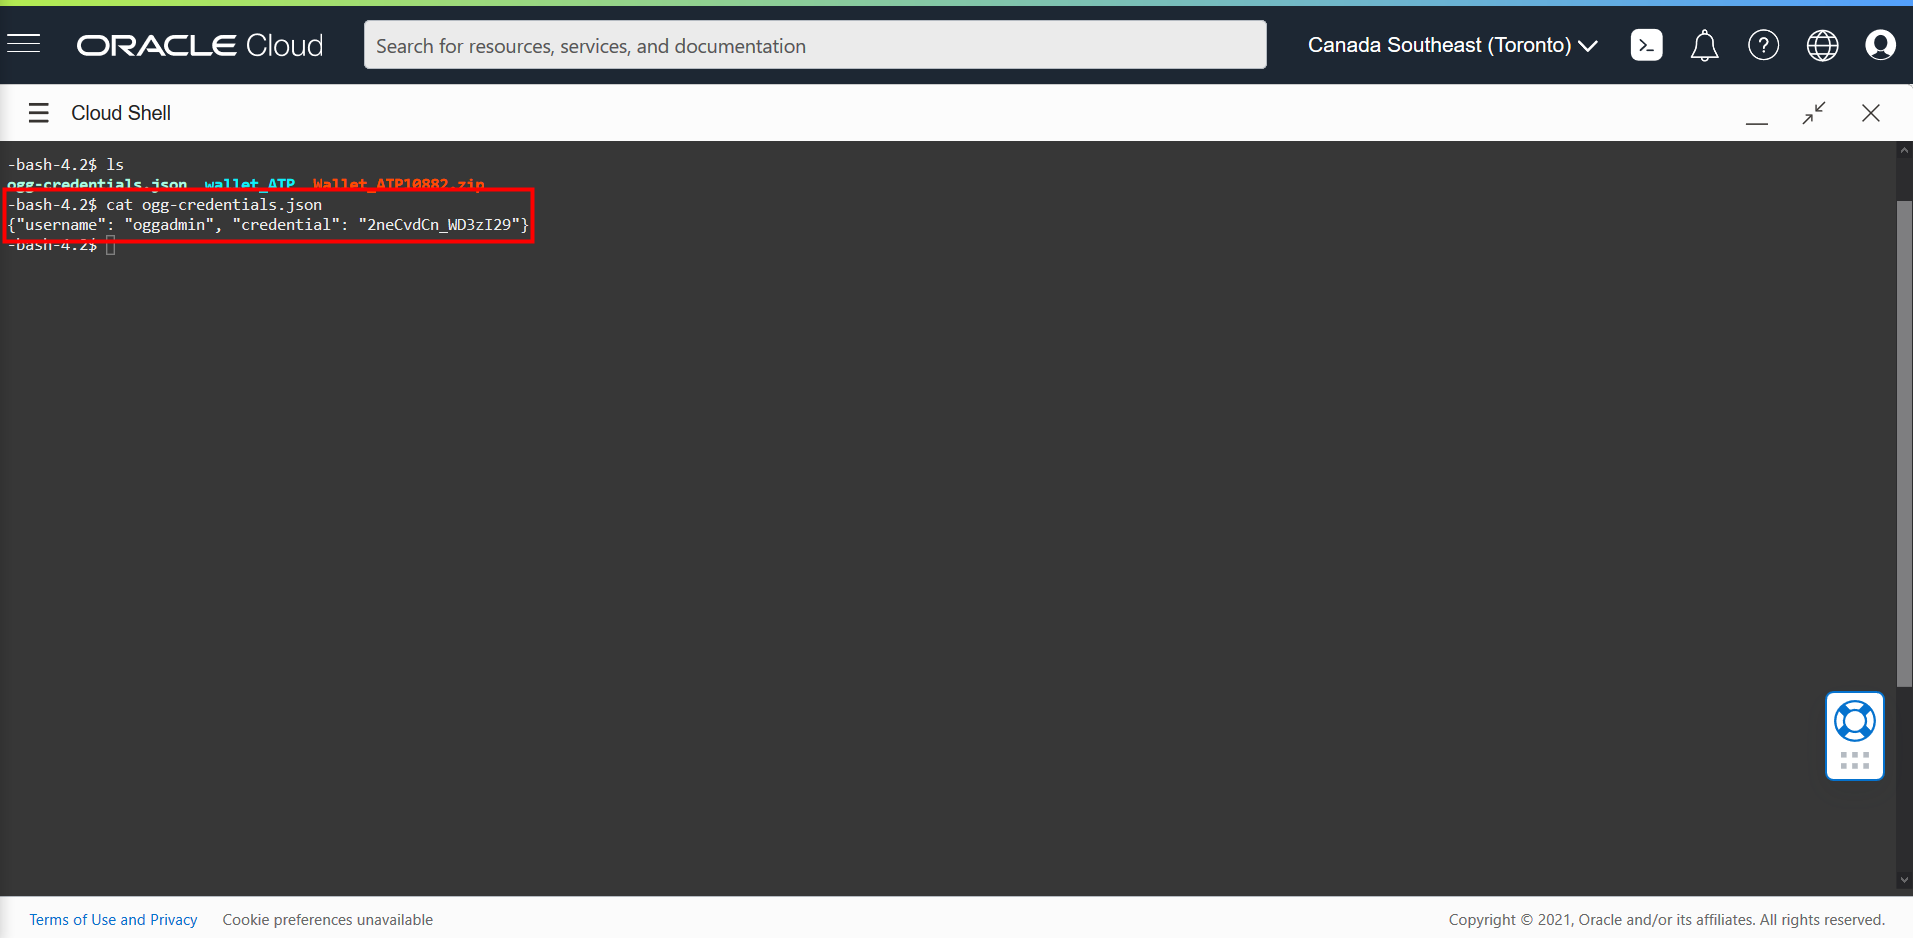 ORACLE Cloud
Search for resources, services, and documentation
Canada Southeast (Toronto)
Cloud Shell
-bash-4.2$ ls
ogg-credentials.json  wallet_ATP  Wallet_ATP10882.zip
-bash-4.2$ cat ogg-credentials.json
{"username": "oggadmin", "credential": "2neCvdCn_WD3zI29"}
-bash-4.2$
Terms of Use and Privacy
Cookie preferences unavailable
Copyright © 2021, Oracle and/or its affiliates. All rights reserved.